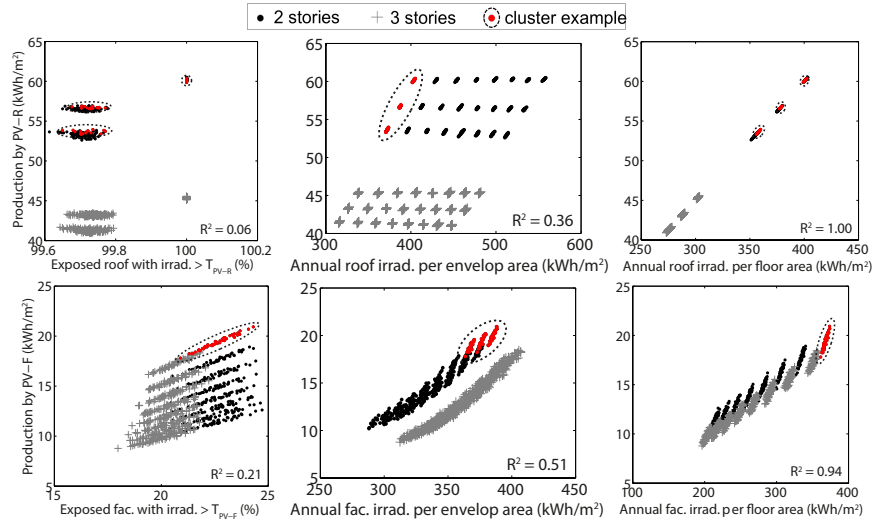 2 stories 3 stories cluster example
Production by PV−R (kWh/m²)
65
60
55
50
45
40
99.6 99.8 100 100.2
R² = 0.06
Exposed roof with irrad. > T_PV−R (%)
65
60
55
50
45
40
300 400 500 600
R² = 0.36
Annual roof irrad. per envelop area (kWh/m²)
65
60
55
50
45
40
250 300 350 400 450
R² = 1.00
Annual roof irrad. per floor area (kWh/m²)
Production by PV−F (kWh/m²)
25
20
15
10
5
15 20 25
R² = 0.21
Exposed fac. with irrad. > T_PV−F (%)
25
20
15
10
5
250 300 350 400 450
R² = 0.51
Annual fac. irrad. per envelop area (kWh/m²)
25
20
15
10
5
100 200 300 400
R² = 0.94
Annual fac. irrad. per floor area (kWh/m²)